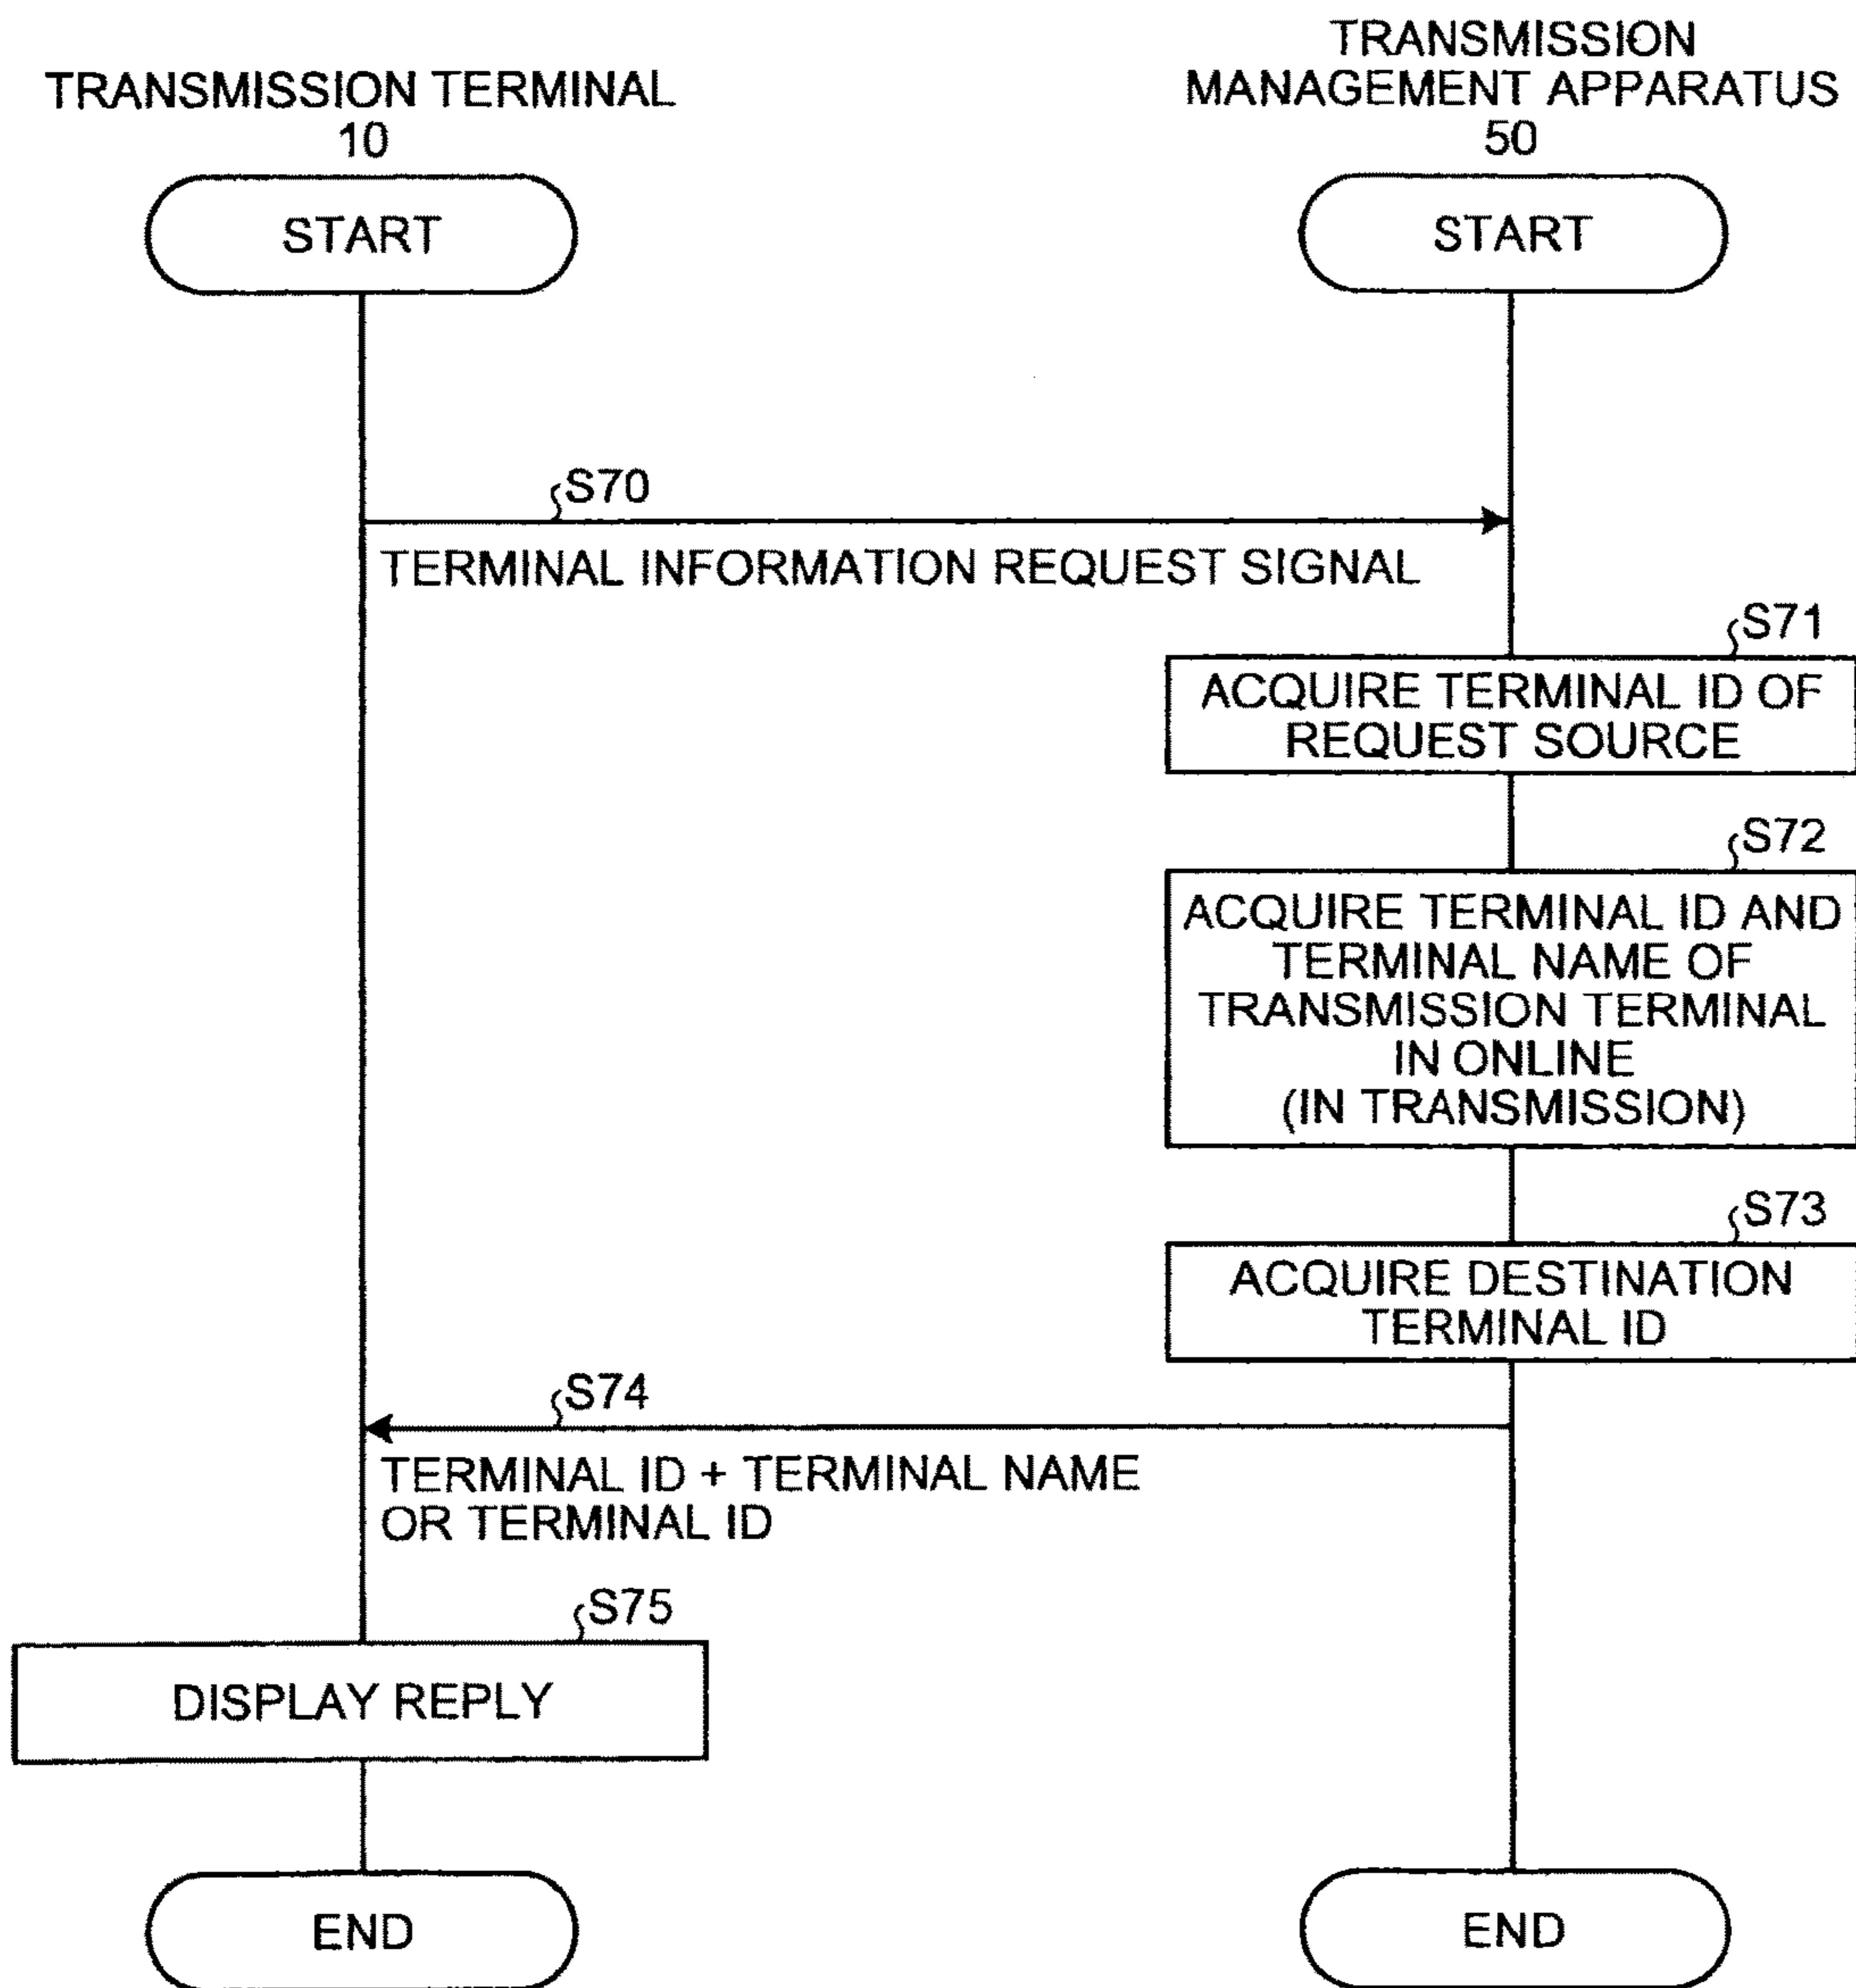 TRANSMISSION TERMINAL
10
TRANSMISSION
MANAGEMENT APPARATUS
50
START
START
S70
TERMINAL INFORMATION REQUEST SIGNAL
S71
ACQUIRE TERMINAL ID OF
REQUEST SOURCE
S72
ACQUIRE TERMINAL ID AND
TERMINAL NAME OF
TRANSMISSION TERMINAL
IN ONLINE
(IN TRANSMISSION)
S73
ACQUIRE DESTINATION
TERMINAL ID
S74
TERMINAL ID + TERMINAL NAME
OR TERMINAL ID
S75
DISPLAY REPLY
END
END